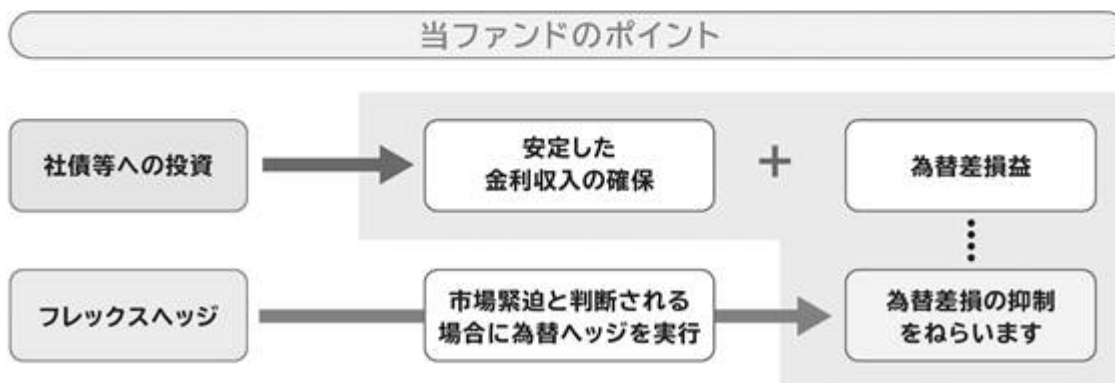 当ファンドのポイント
社債等への投資
安定した
金利収入の確保
+
為替差損益
フレックスヘッジ
市場緊迫と判断される
場合に為替ヘッジを実行
為替差損の抑制
をねらいます